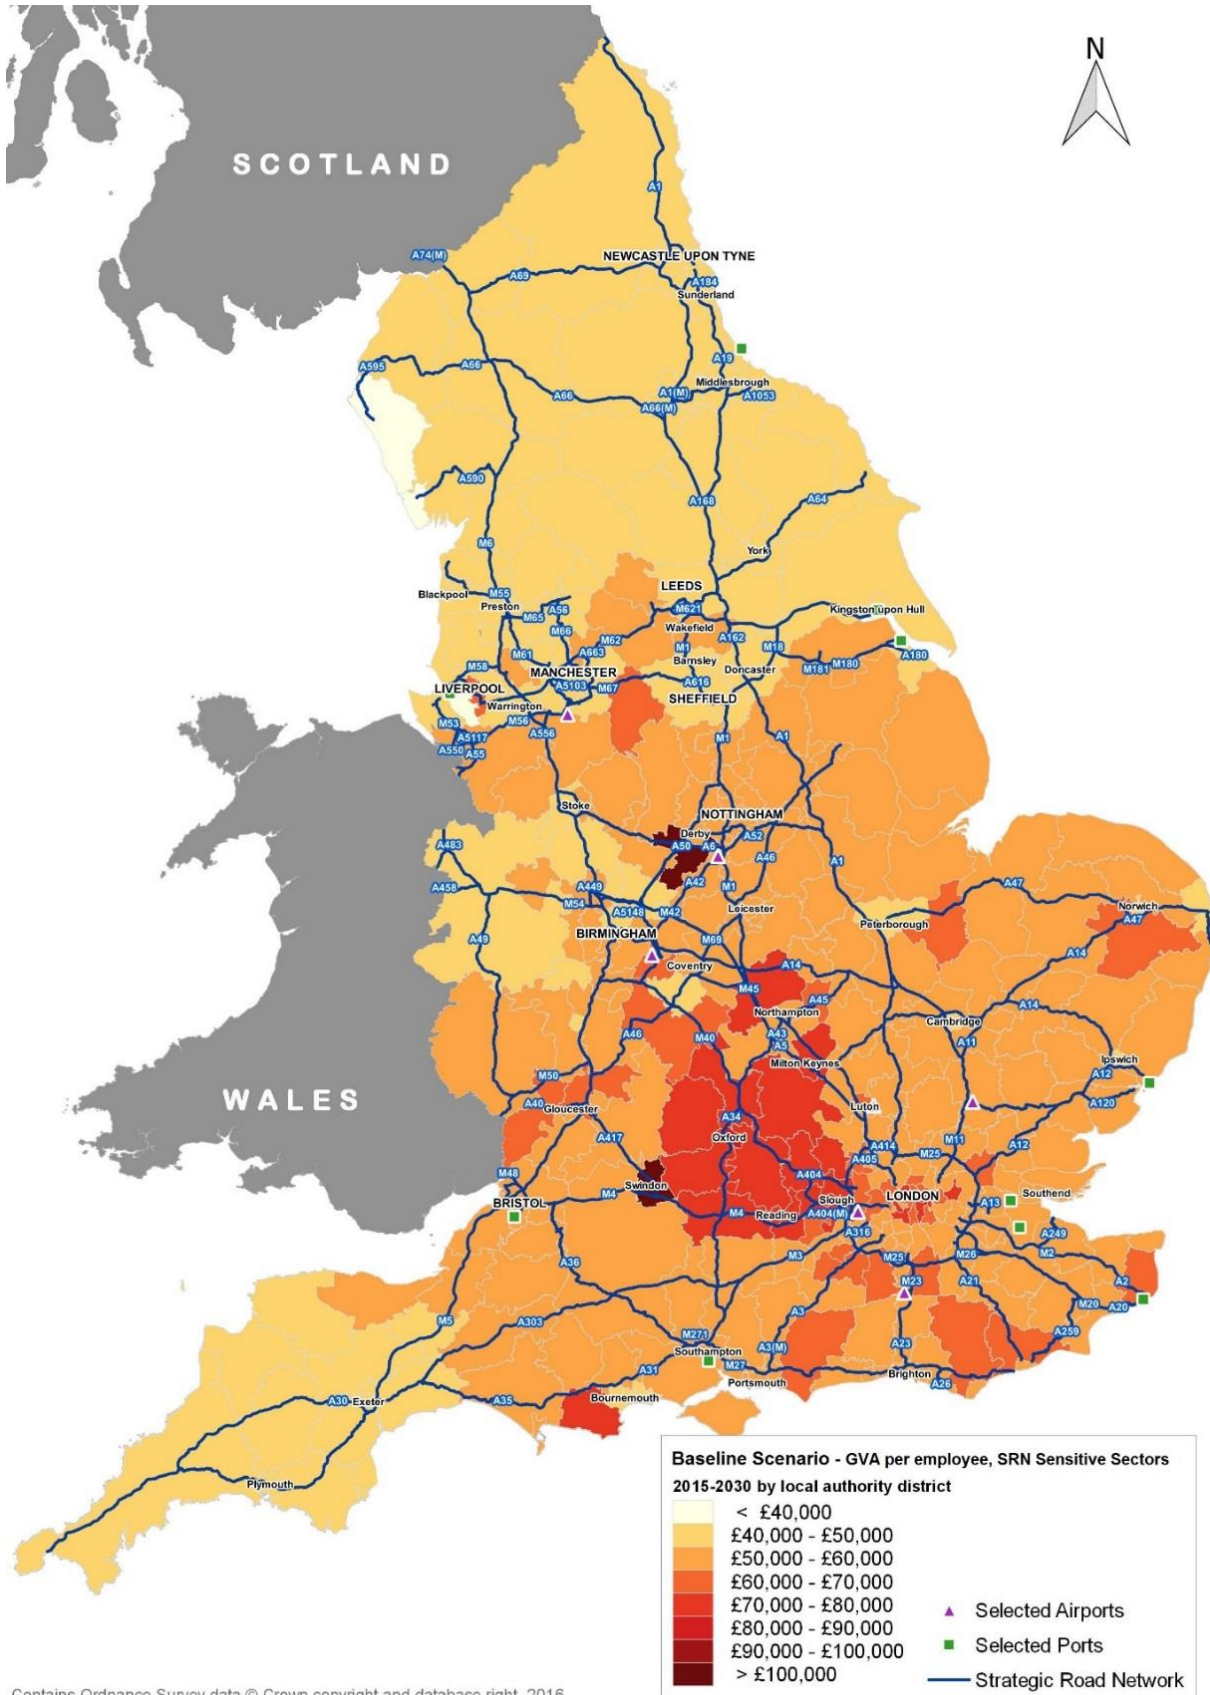 N
SCOTLAND
A1
NEWCASTLE UPON TYNE
A74(M)
A69
A184
Sunderland
A19
A595
A66
Middlesbrough
A1(M)
A66
A1053
A66(M)
A590
A168
A64
M6
York
LEEDS
Blackpool
M55
Preston
A56
M621
Kingston upon Hull
M65
Wakefield
M66
A162
M62
M1
M18
A180
A663
M61
Barnsley
M181
M180
M58
MANCHESTER
Doncaster
A5103
M67
A616
LIVERPOOL
SHEFFIELD
Warrington
M53
M56
A556
A5117
M1
A1
A550
A55
Stoke
NOTTINGHAM
Derby
A52
A483
A50
A6
A46
A1
A42
A458
A449
M1
A47
M54
A5148
M42
Leicester
Norwich
A47
Peterborough
BIRMINGHAM
A49
M69
A14
Coventry
A14
M45
A45
A14
Northampton
Cambridge
A46
M40
A43
A11
A5
Ipswich
Milton Keynes
M50
A12
A40
Gloucester
Luton
A120
A34
WALES
A417
Oxford
M11
A12
A414
M25
A405
M48
A404
Swindon
Slough
LONDON
Southend
BRISTOL
M4
A13
M4
Reading
A404(M)
A316
A249
M25
M26
M2
A36
M3
M23
A21
A2
M20
A20
M5
A303
A3
A259
M271
A23
Southampton
A3(M)
A31
M27
Brighton
Portsmouth
A26
A30
Exeter
A35
Bournemouth
Plymouth
Baseline Scenario - GVA per employee, SRN Sensitive Sectors
2015-2030 by local authority district
< £40,000
£40,000 - £50,000
£50,000 - £60,000
£60,000 - £70,000
£70,000 - £80,000
£80,000 - £90,000
£90,000 - £100,000
> £100,000
Selected Airports
Selected Ports
Strategic Road Network
Contains Ordnance Survey data © Crown copyright and database right 2016